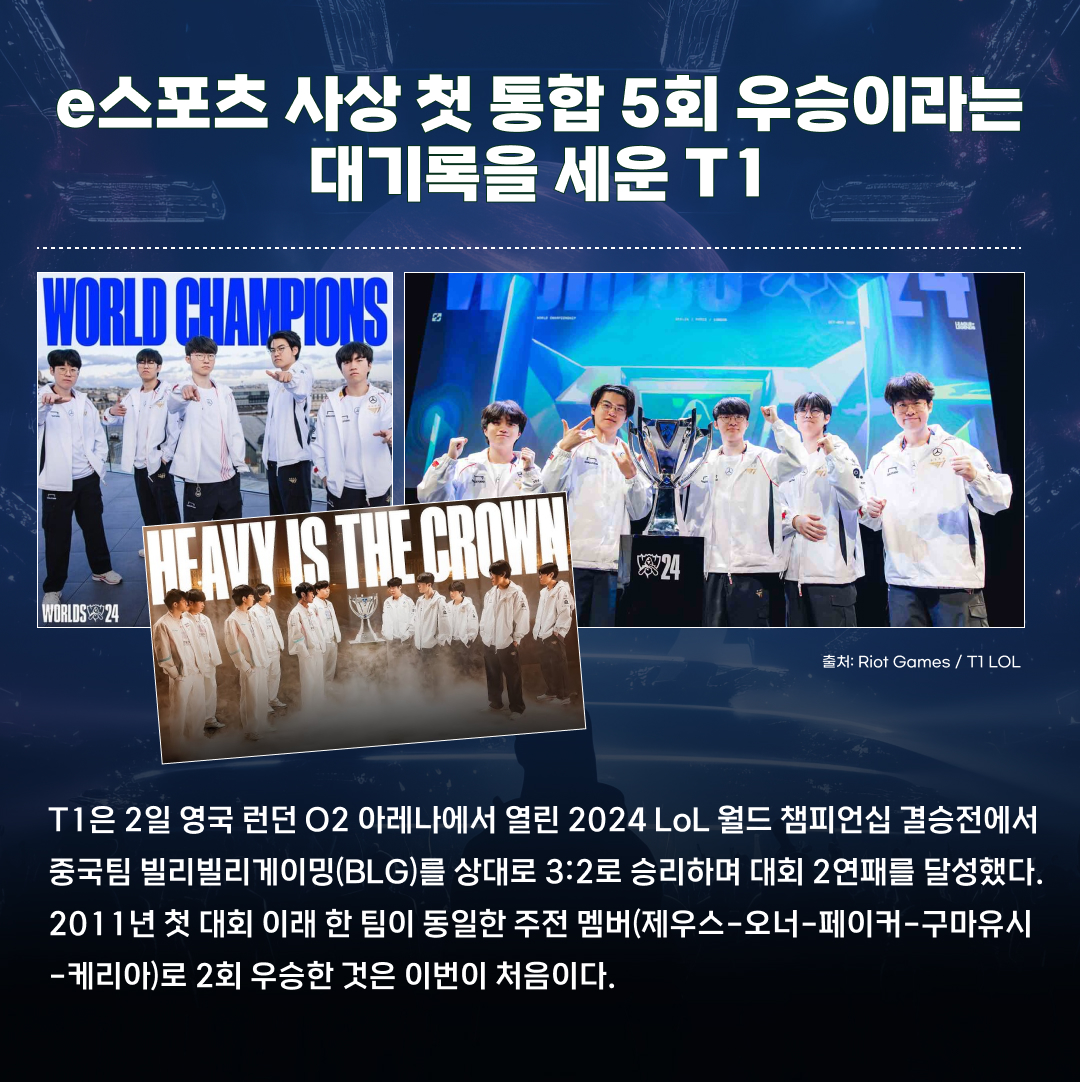 e스포츠 사상 첫 통합 5회 우승이라는
대기록을 세운 T1
WORLD CHAMPIONS
WORLDS 24
WORLDS 24
24
HEAVY IS THE CROWN
출처: Riot Games / T1 LOL
T1은 2일 영국 런던 O2 아레나에서 열린 2024 LoL 월드 챔피언십 결승전에서
중국팀 빌리빌리게이밍(BLG)를 상대로 3:2로 승리하며 대회 2연패를 달성했다.
2011년 첫 대회 이래 한 팀이 동일한 주전 멤버(제우스-오너-페이커-구마유시
-케리아)로 2회 우승한 것은 이번이 처음이다.